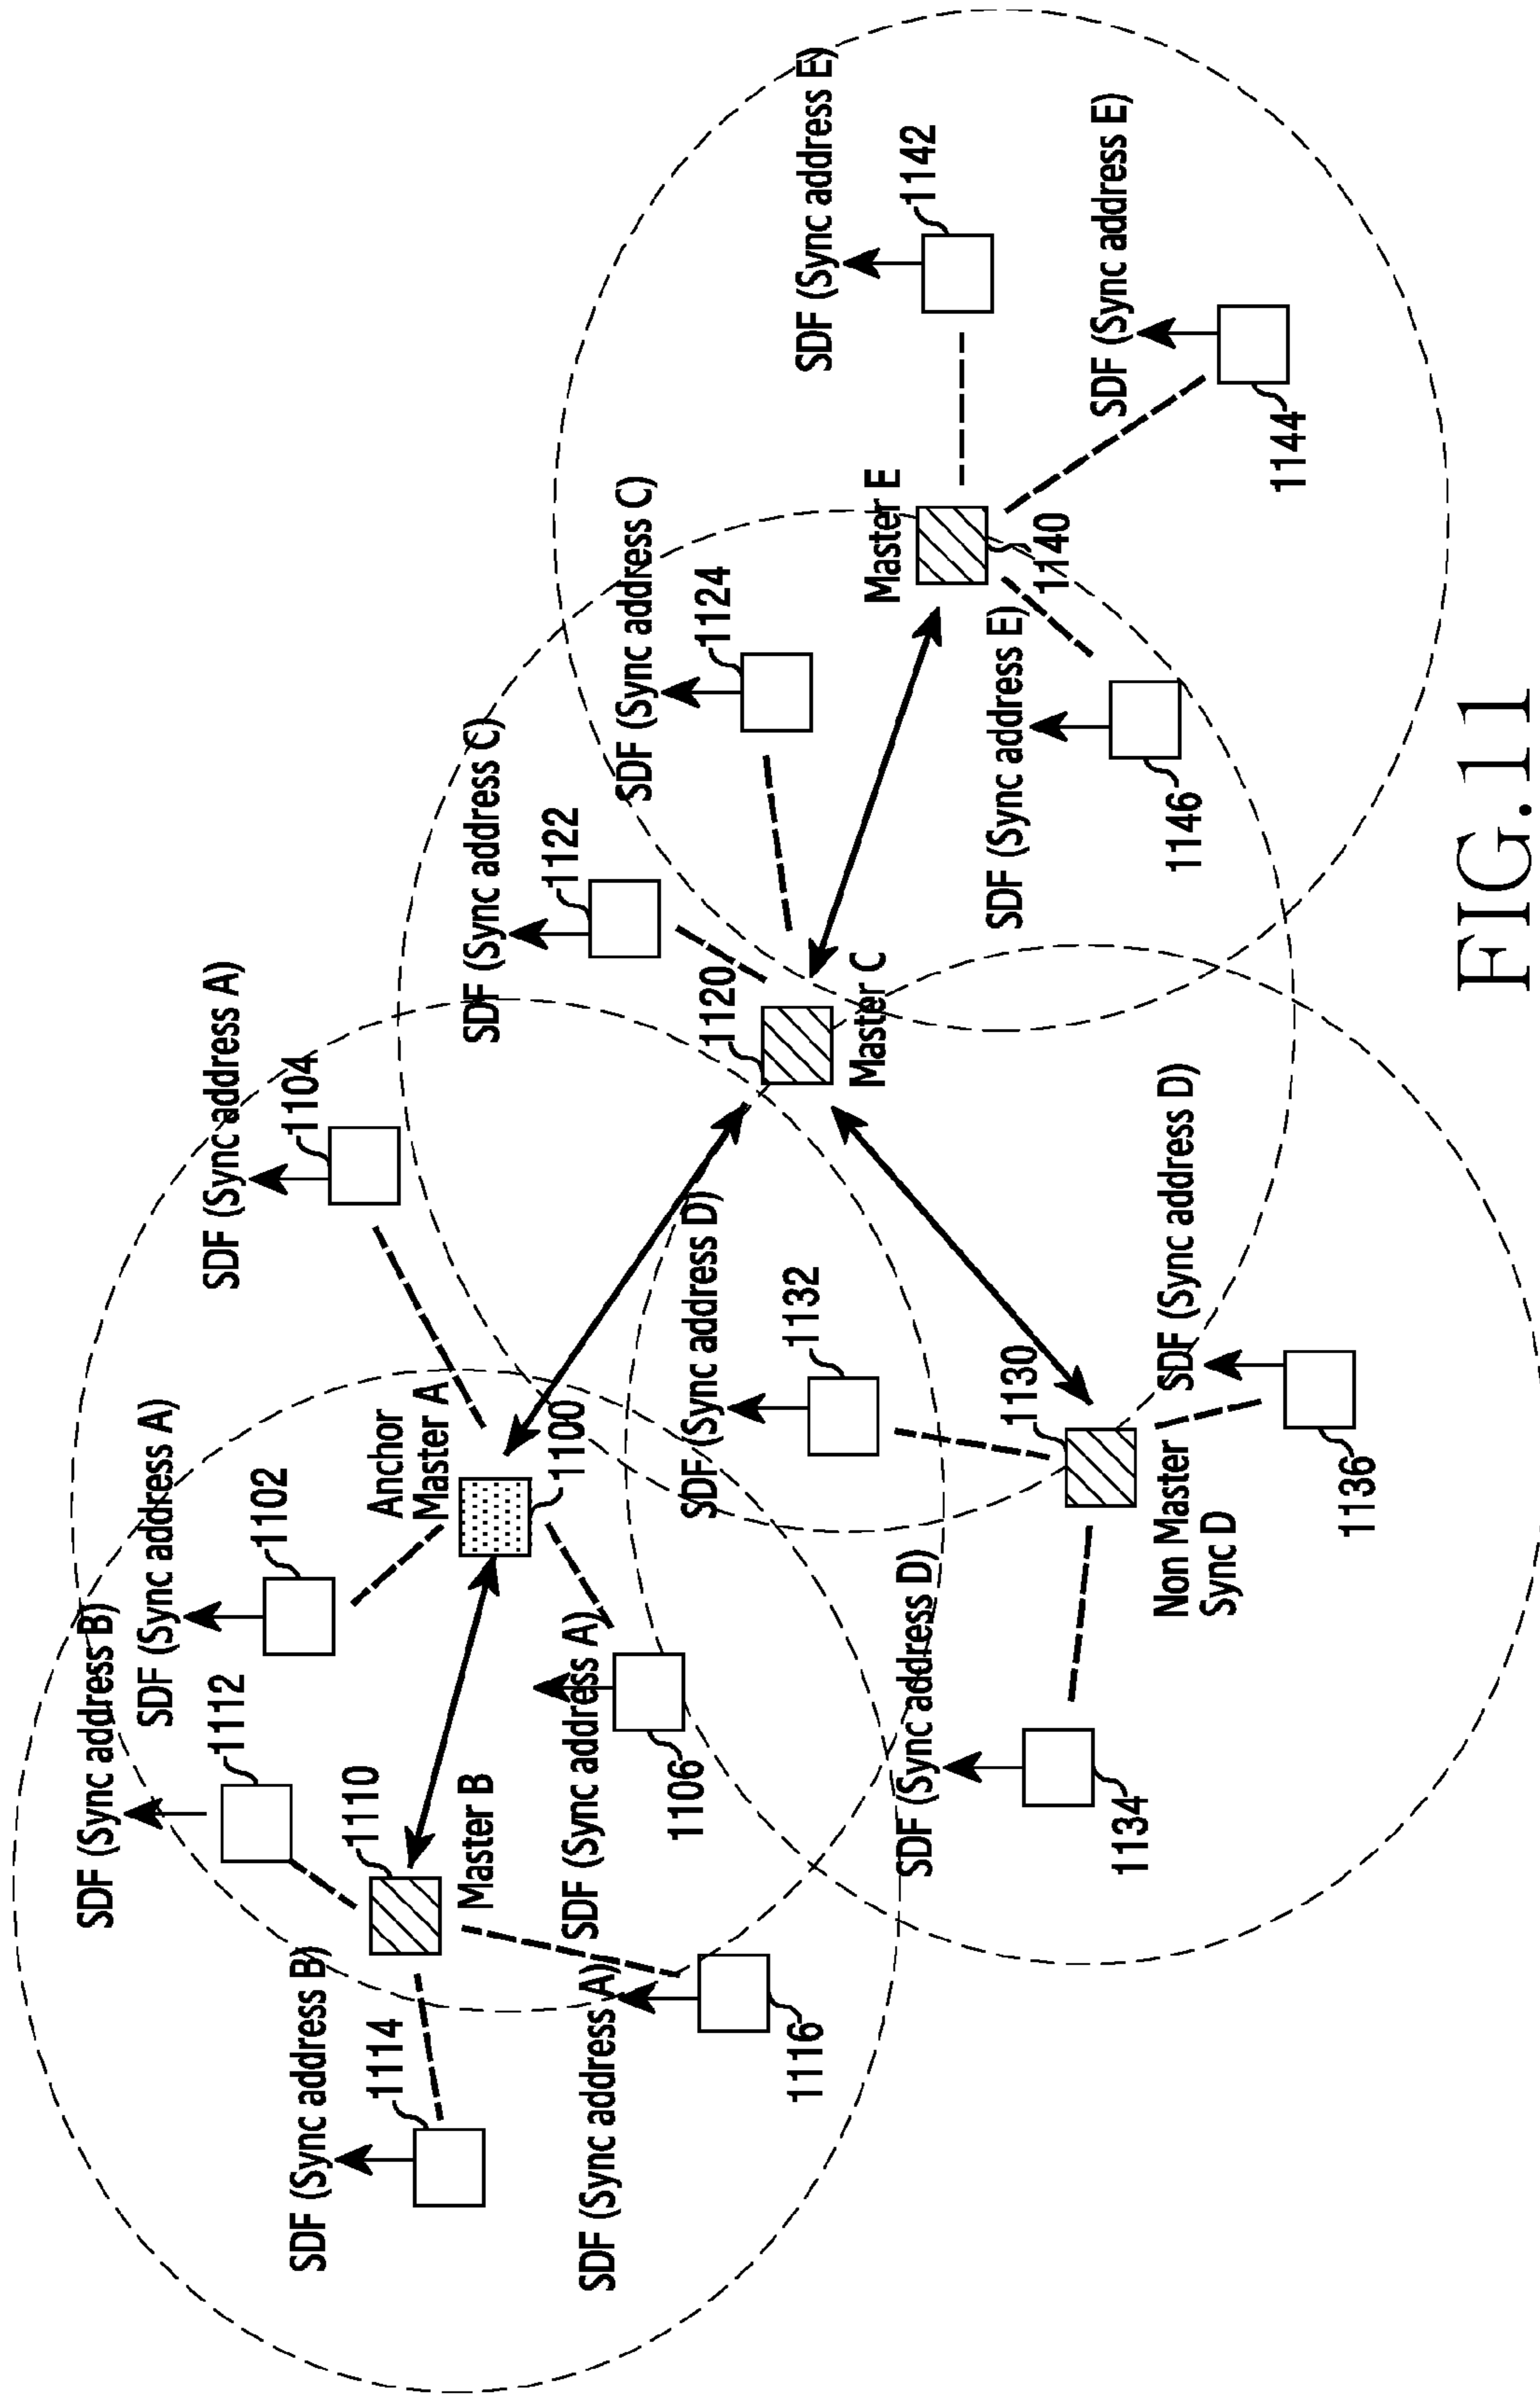 SDF (Sync address B)
1112
SDF (Sync address A)
1102
SDF (Sync address A)
1104
SDF (Sync address B)
1114
1110
Master B
Anchor
Master A
1100
SDF (Sync address C)
1122
SDF (Sync address C)
1124
SDF (Sync address A)
1116
SDF (Sync address A)
1106
SDF (Sync address D)
1132
1120
Master C
SDF (Sync address E)
1142
Master E
1140
SDF (Sync address D)
1134
1130
Non Master
Sync D
SDF (Sync address D)
1136
SDF (Sync address E)
1146
SDF (Sync address E)
1144
FIG.11